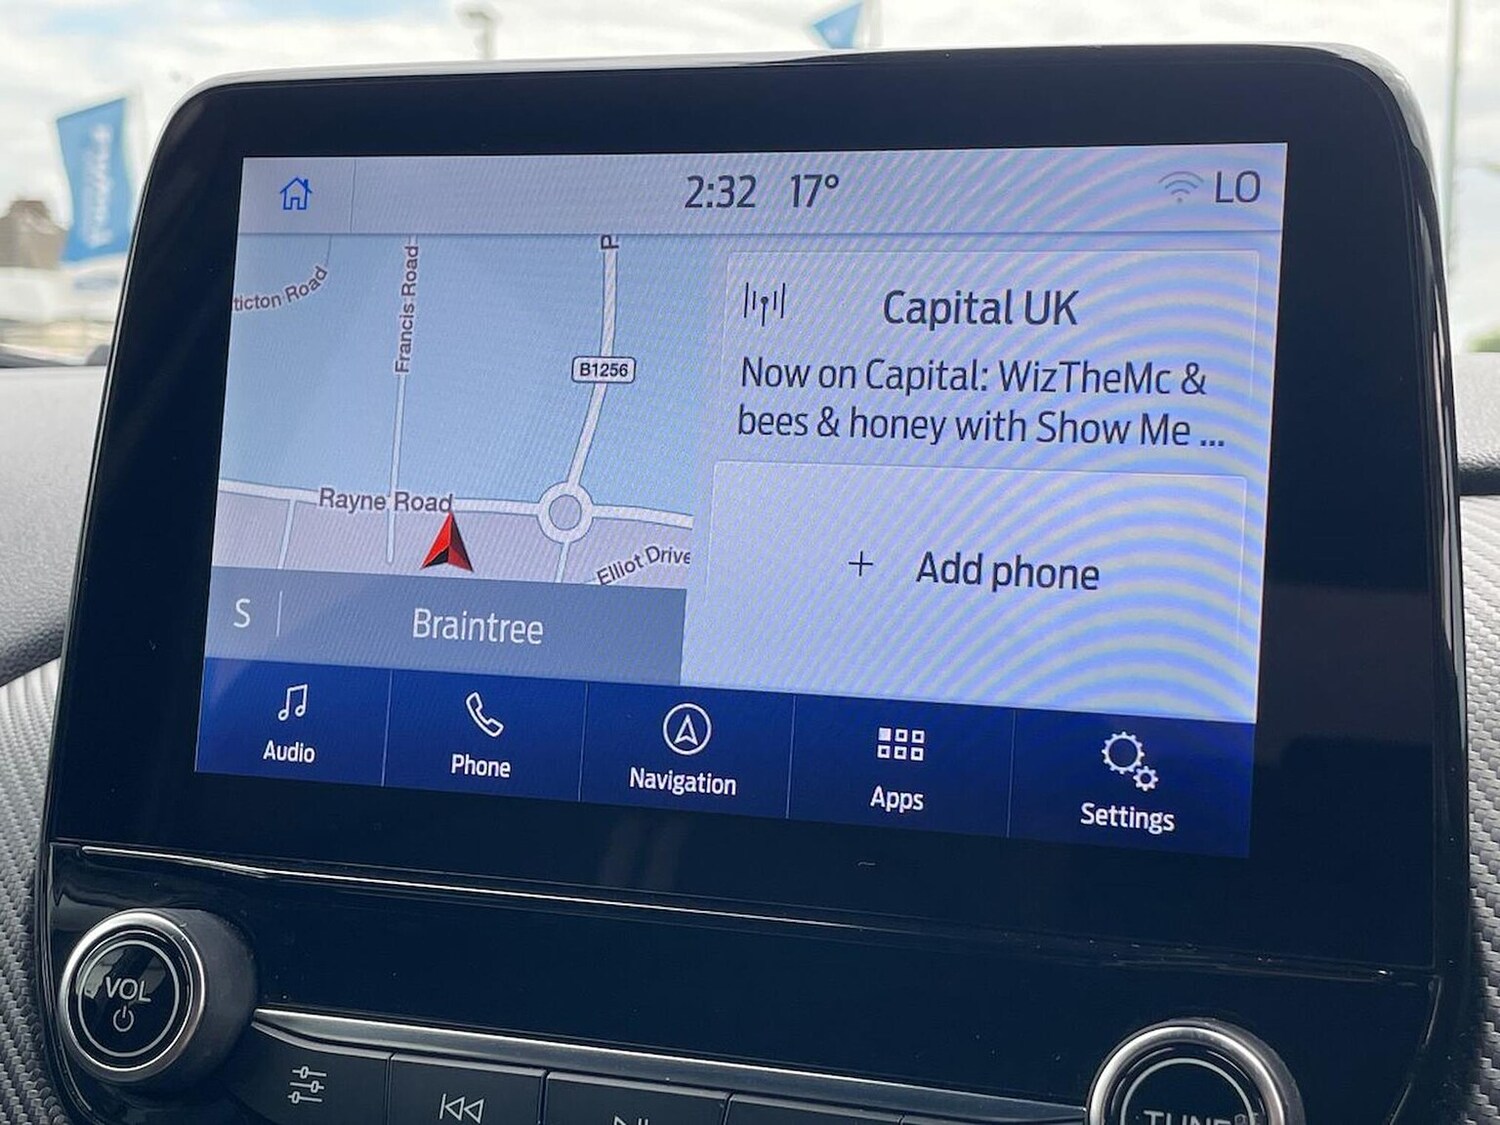 2:32 17° LO
ticton Road
Francis Road
P
B1256
Rayne Road
Elliot Drive
S Braintree
Capital UK
Now on Capital: WizTheMc &
bees & honey with Show Me ...
+ Add phone
Audio
Phone
Navigation
Apps
Settings
VOL
TUNE